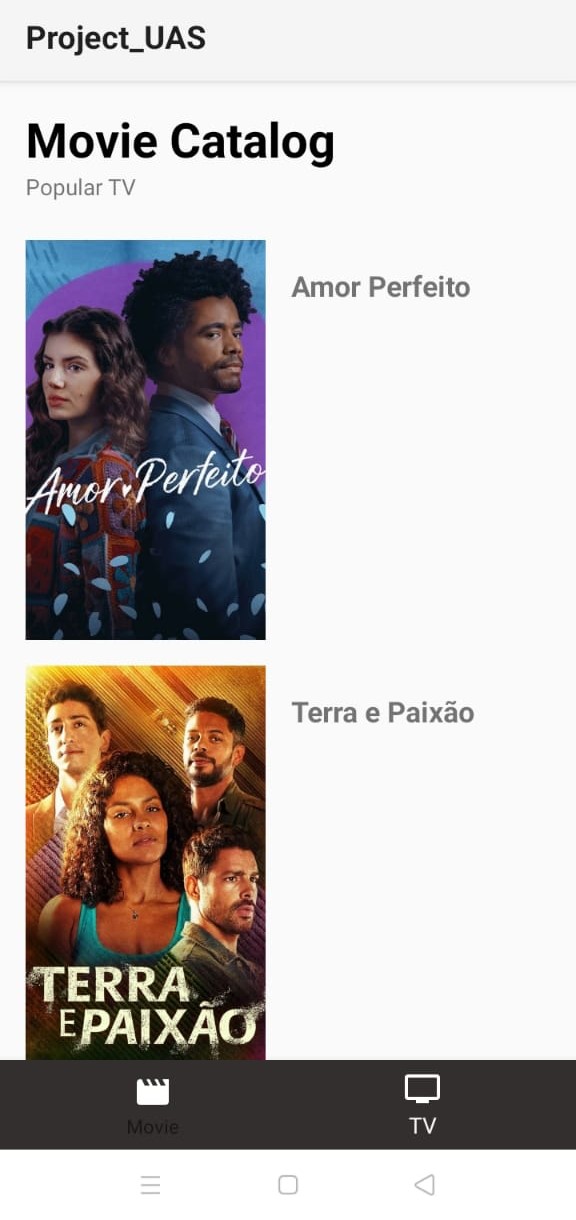 Project_UAS
Movie Catalog
Popular TV
Amor Perfeito
Amor Perfeito
Terra e Paixão
TERRA
E PAIXÃO
Movie
TV